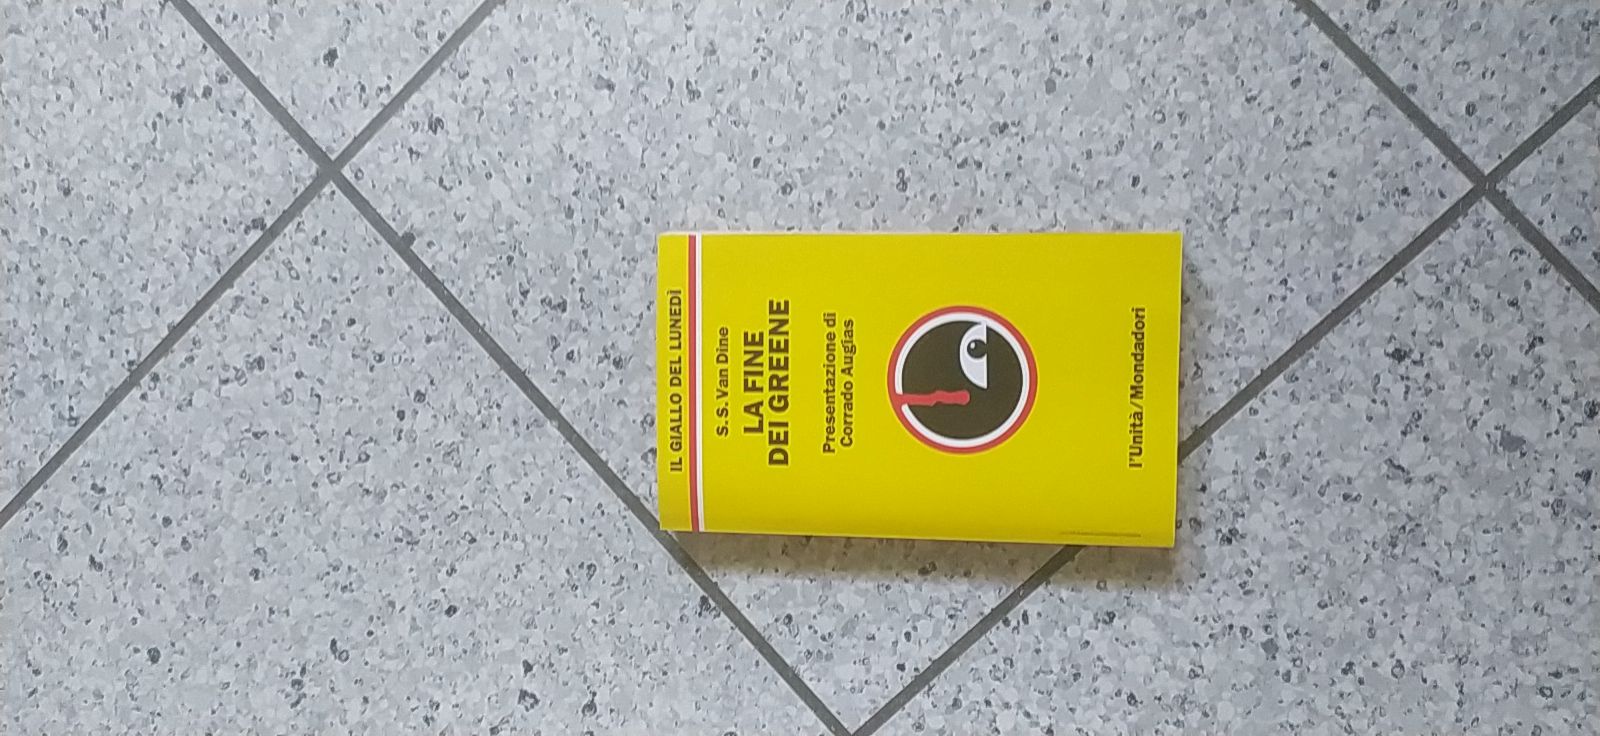 IL GIALLO DEL LUNEDÌ
S.S. Van Dine
LA FINE
DEI GREENE
Presentazione di
Corrado Augias
l'Unità/Mondadori